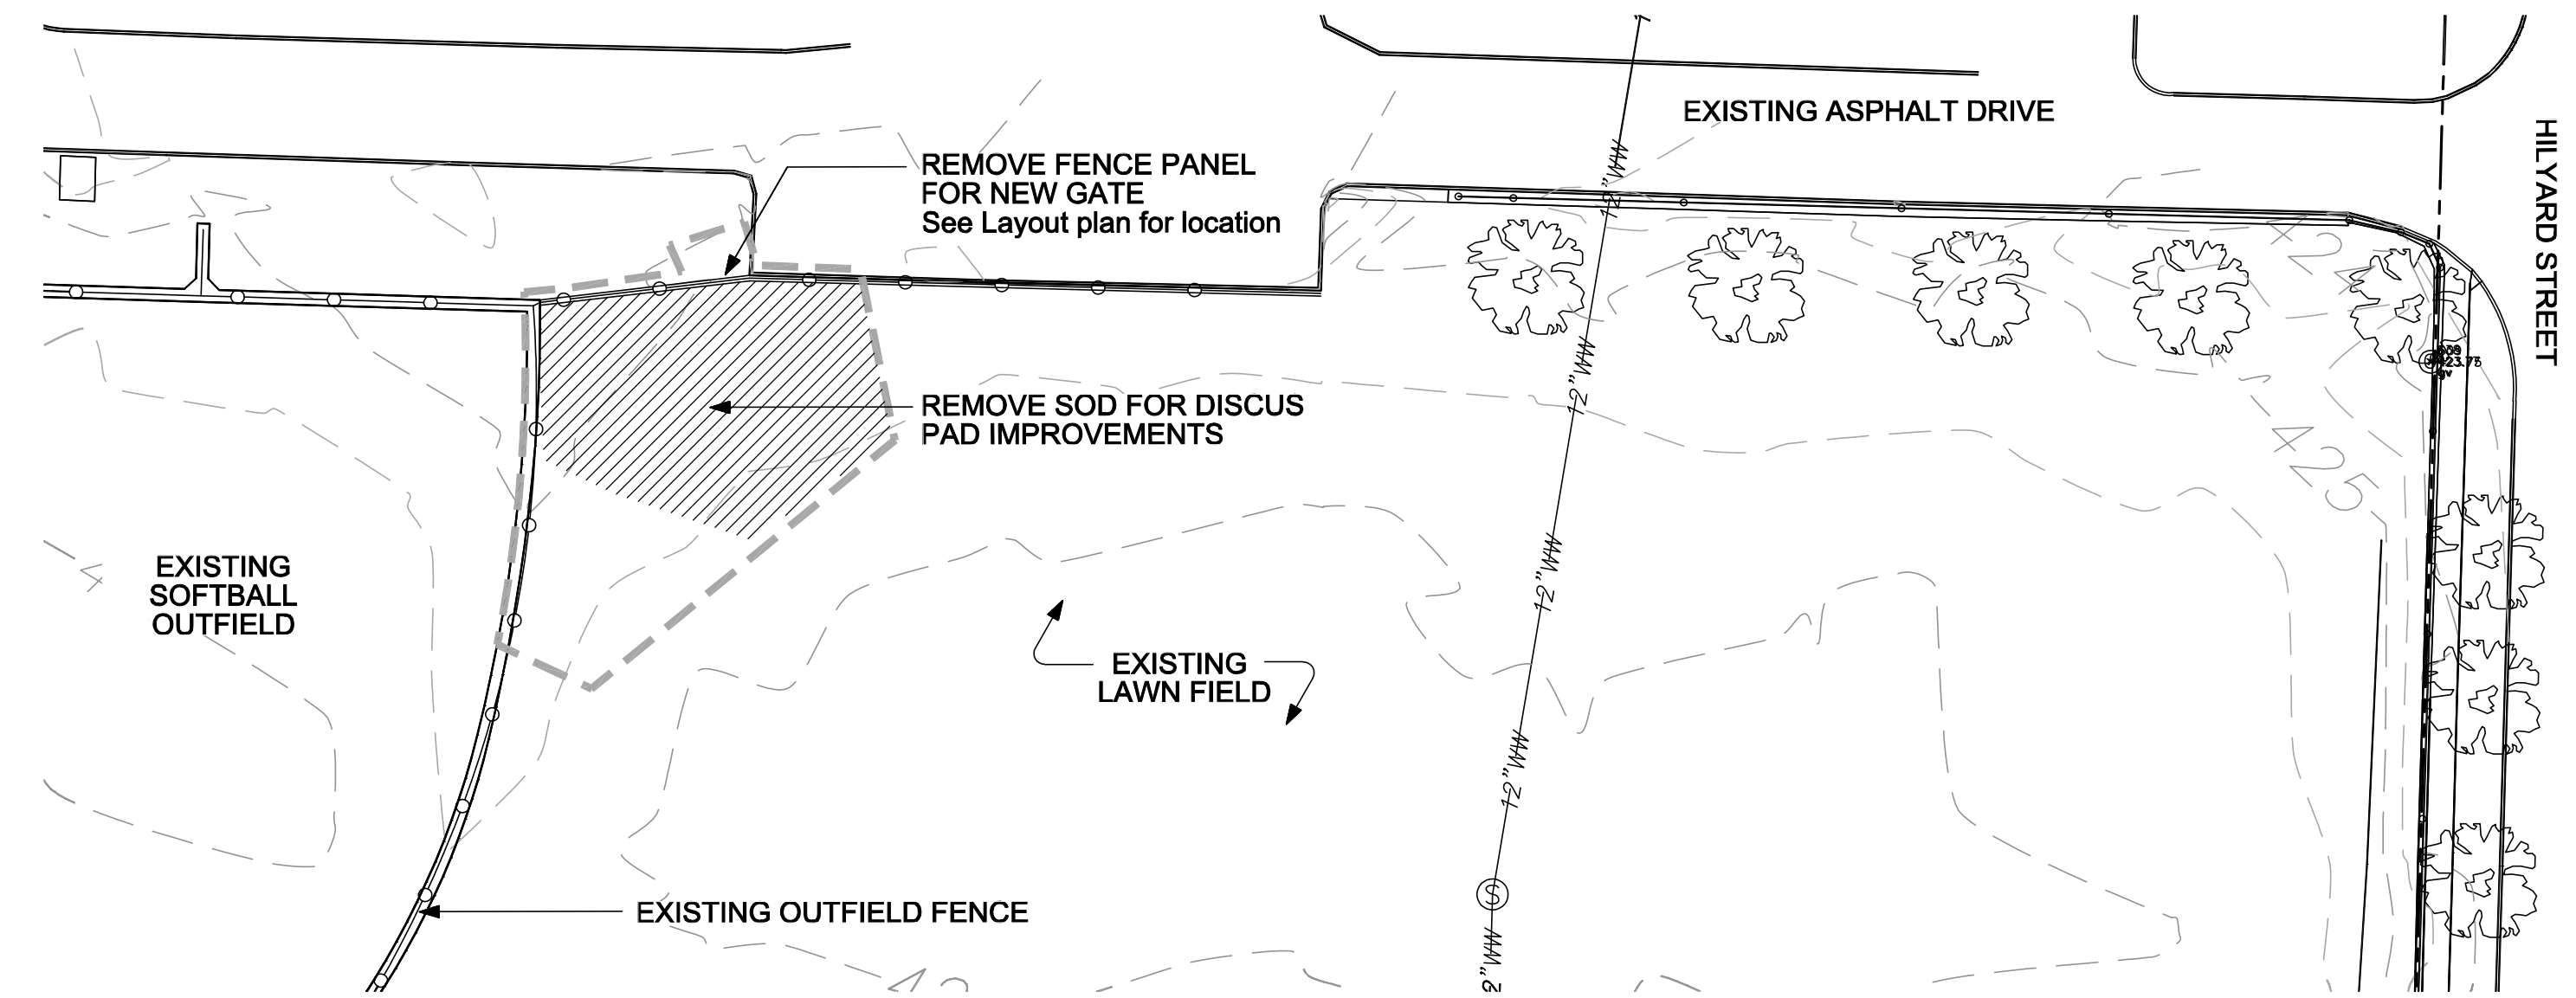 EXISTING ASPHALT DRIVE
HILYARD STREET
REMOVE FENCE PANEL
FOR NEW GATE
See Layout plan for location
12"WW
12"WW
12"WW
12"WW
REMOVE SOD FOR DISCUS
PAD IMPROVEMENTS
425
EXISTING
SOFTBALL
OUTFIELD
EXISTING
LAWN FIELD
S
EXISTING OUTFIELD FENCE
2"WW